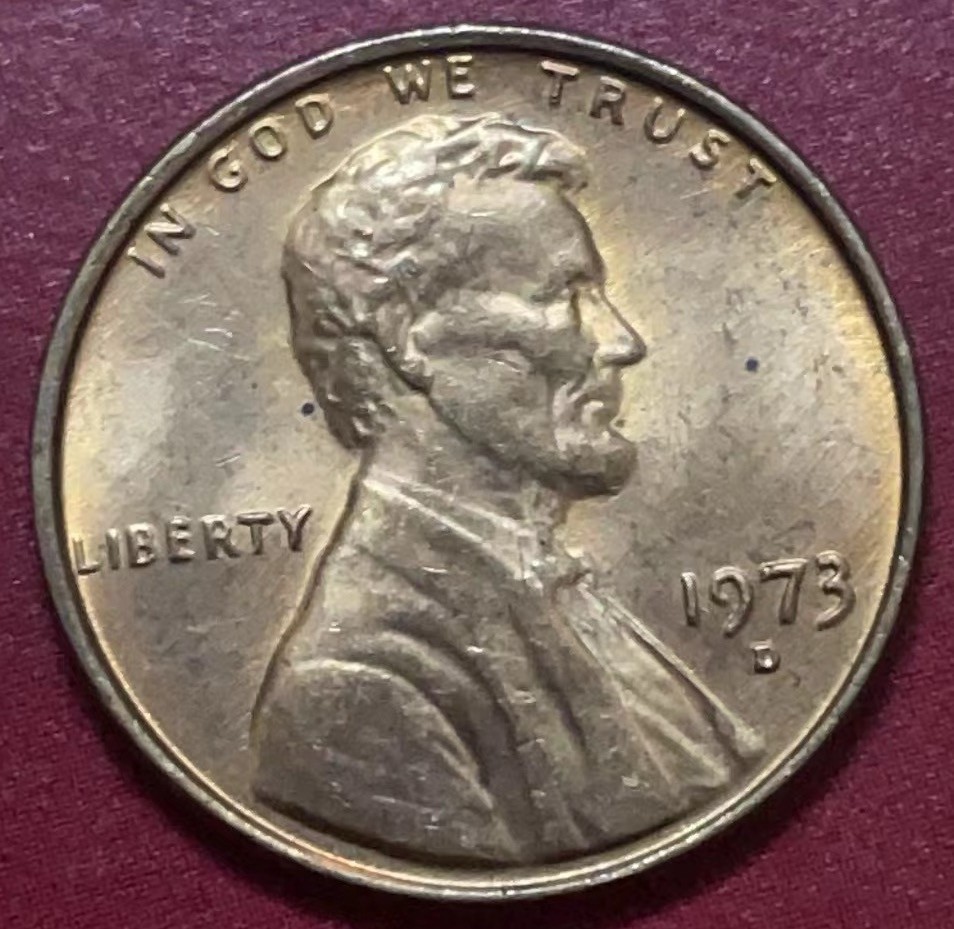 IN GOD WE TRUST
LIBERTY
1973
D